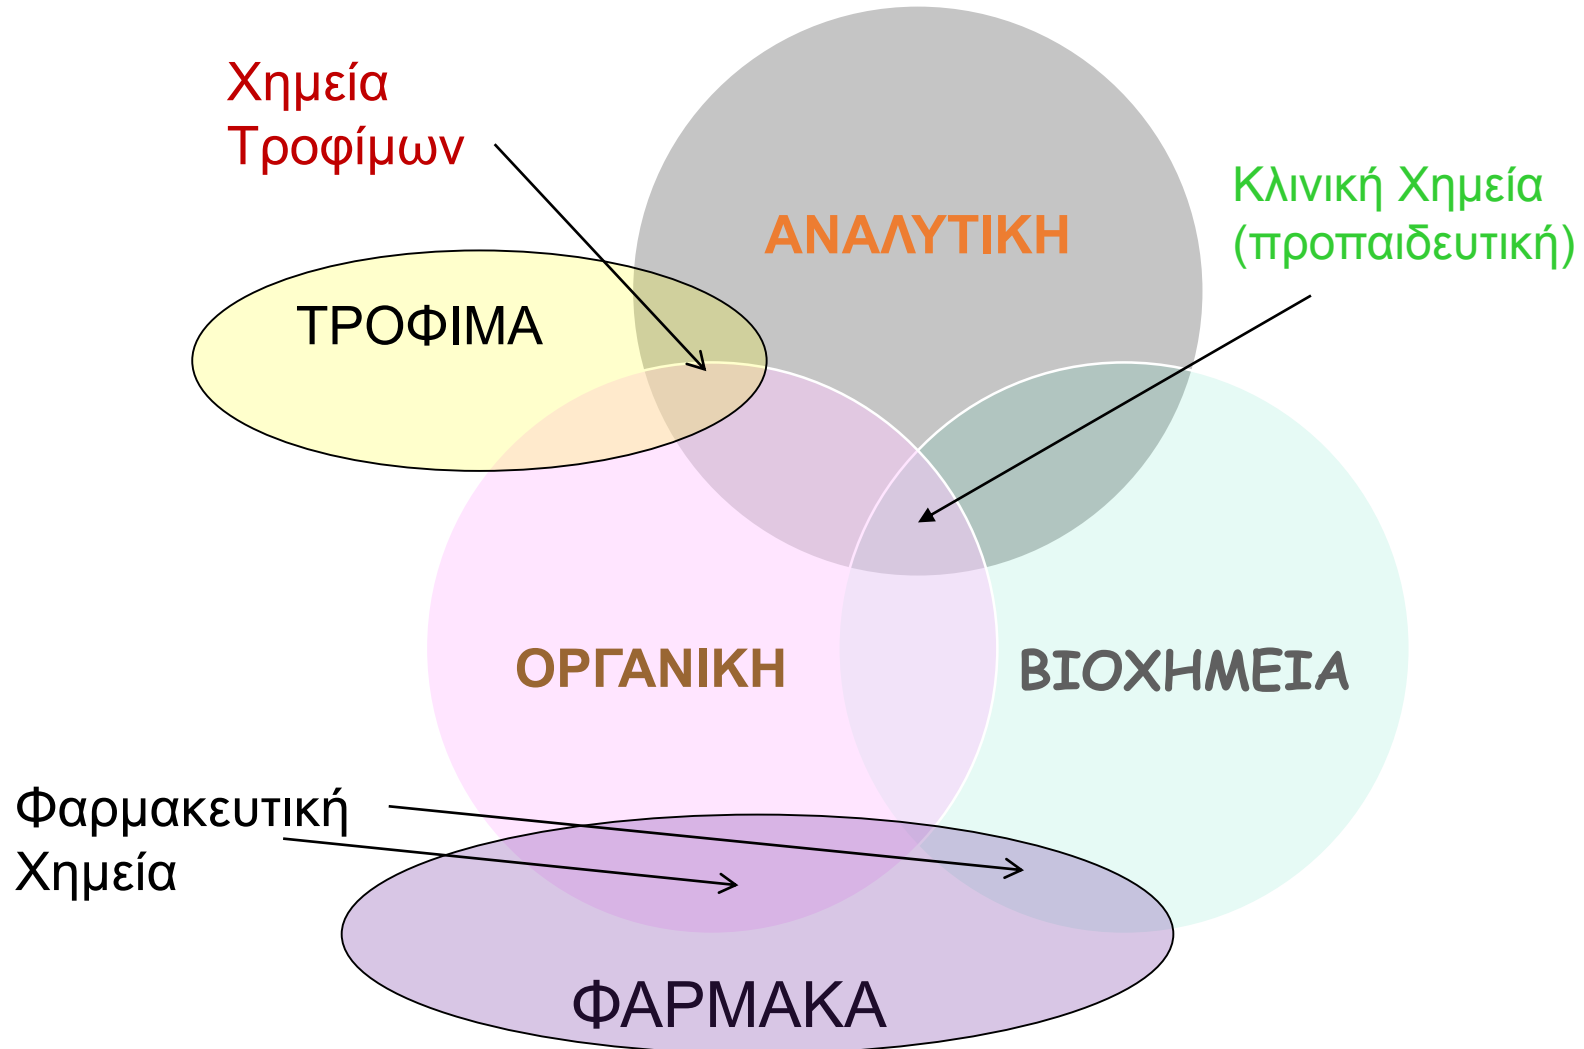 Χημεία
Τροφίμων
Κλινική Χημεία
(προπαιδευτική)
ΑΝΑΛΥΤΙΚΗ
ΤΡΟΦΙΜΑ
ΟΡΓΑΝΙΚΗ
ΒΙΟΧΗΜΕΙΑ
Φαρμακευτική
Χημεία
ΦΑΡΜΑΚΑ